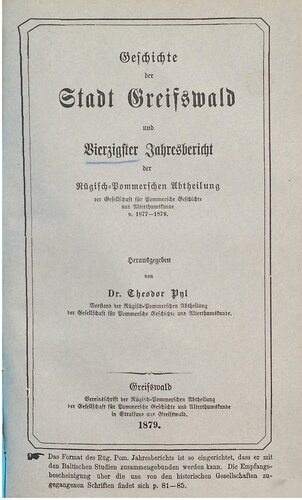 Geschichte
der
Stadt Greifswald
und
Vierzigster Jahresbericht
der
Rügisch-Pommerschen Abtheilung
der Gesellschaft für Pommersche Geschichte
und Alterthumskunde
v. 1877—1879.
Herausgegeben
von
Dr. Theodor Pyl
Vorstand der Rügisch-Pommerschen Abtheilung
der Gesellschaft für Pommersche Geschichte und Alterthumskunde.
Greifswald
Vereinsschrift der Rügisch-Pommerschen Abtheilung
der Gesellschaft für Pommersche Geschichte und Alterthumskunde
in Stralsund und Greifswald.
1879.
Das Format des Rüg. Pom. Jahresberichts ist so eingerichtet, dass er mit
den Baltischen Studien zusammengebunden werden kann. Die Empfangs-
bescheinigung über die uns von den historischen Gesellschaften zu-
gegangenen Schriften findet sich p. 81—85.